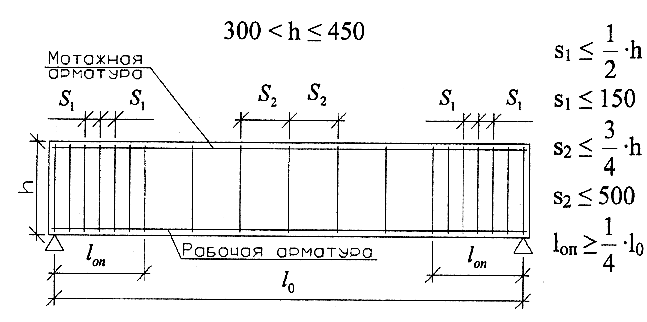 300 < h ≤ 450
Мотажная
арматура
S₁ S₁ S₂ S₂ S₁ S₁
h
Рабочая арматура
lоп lоп
l₀
s₁ ≤ 1/2 ·h
s₁ ≤ 150
s₂ ≤ 3/4 ·h
s₂ ≤ 500
lоп ≥ 1/4 ·l₀